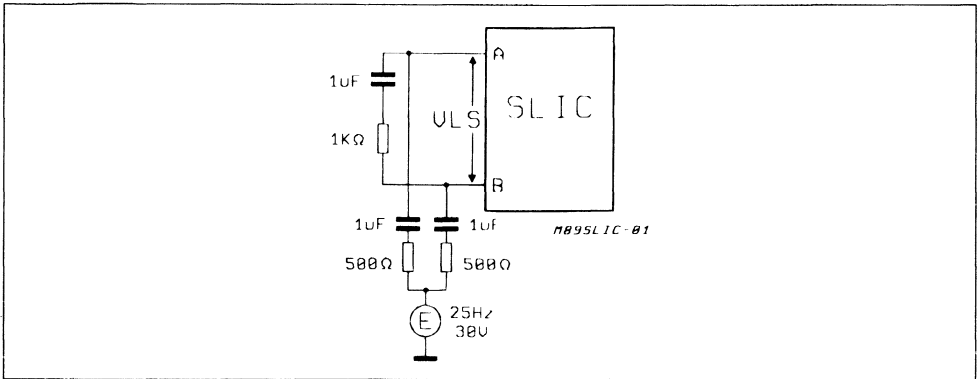 A
1uF
VLS
SLIC
1KΩ
B
1uF
1uF
M89SLIC-01
500Ω
500Ω
E
25Hz
30V